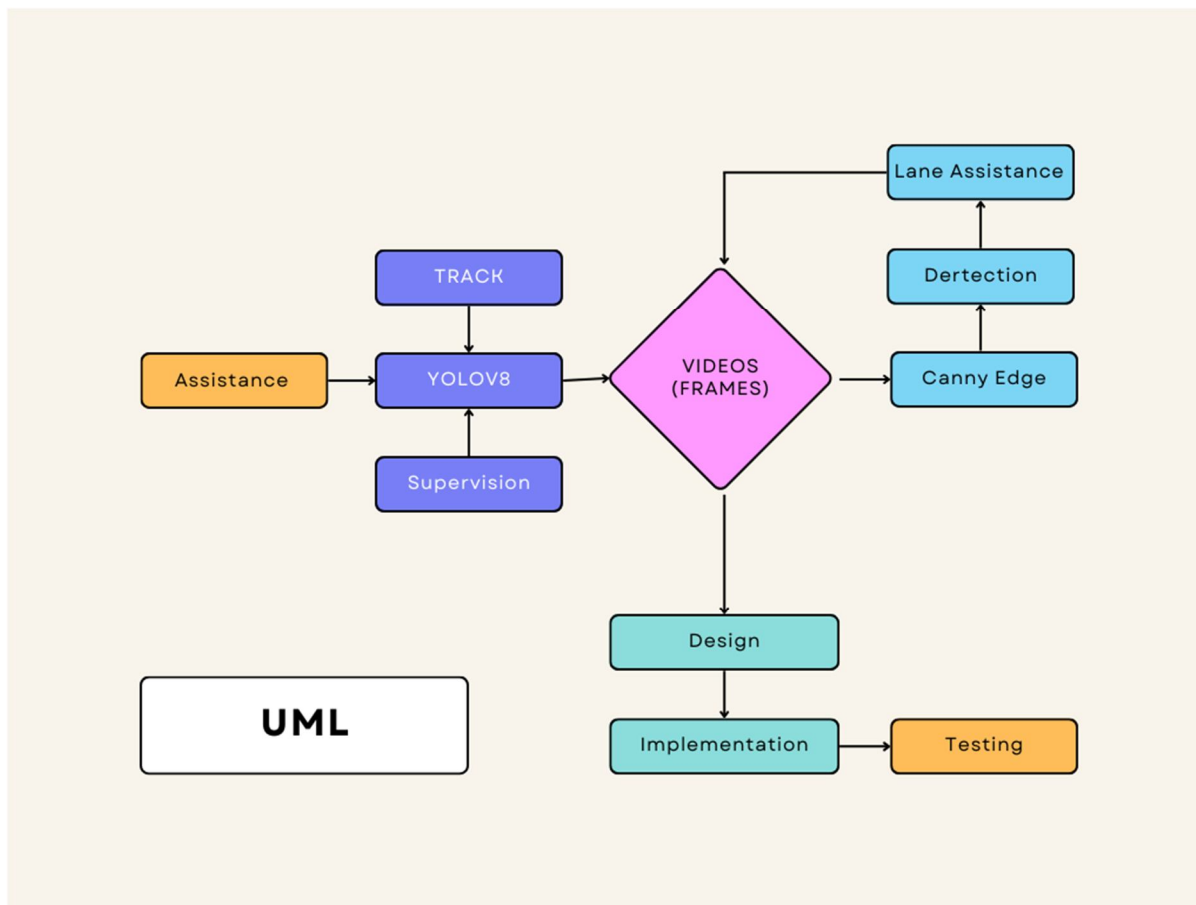 Lane Assistance
TRACK
Dertection
Assistance
YOLOV8
VIDEOS
(FRAMES)
Canny Edge
Supervision
Design
UML
Implementation
Testing